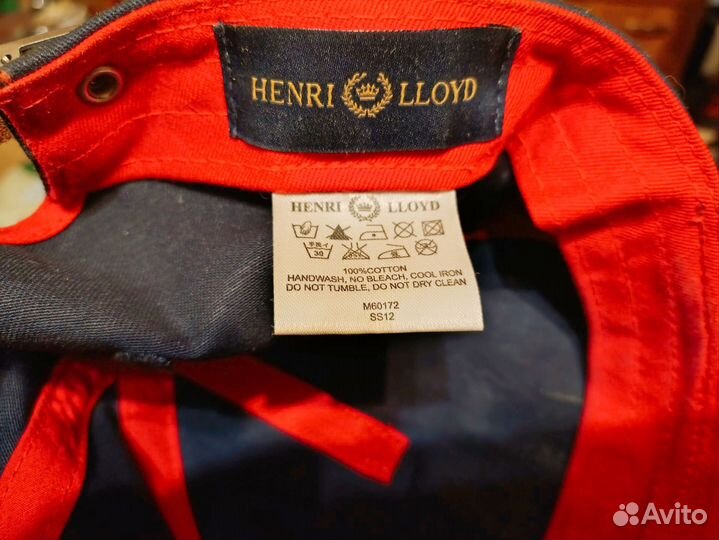 HENRI LLOYD
HENRI LLOYD
30
100%COTTON
HANDWASH, NO BLEACH, COOL IRON
DO NOT TUMBLE, DO NOT DRY CLEAN
M60172
SS12
Avito